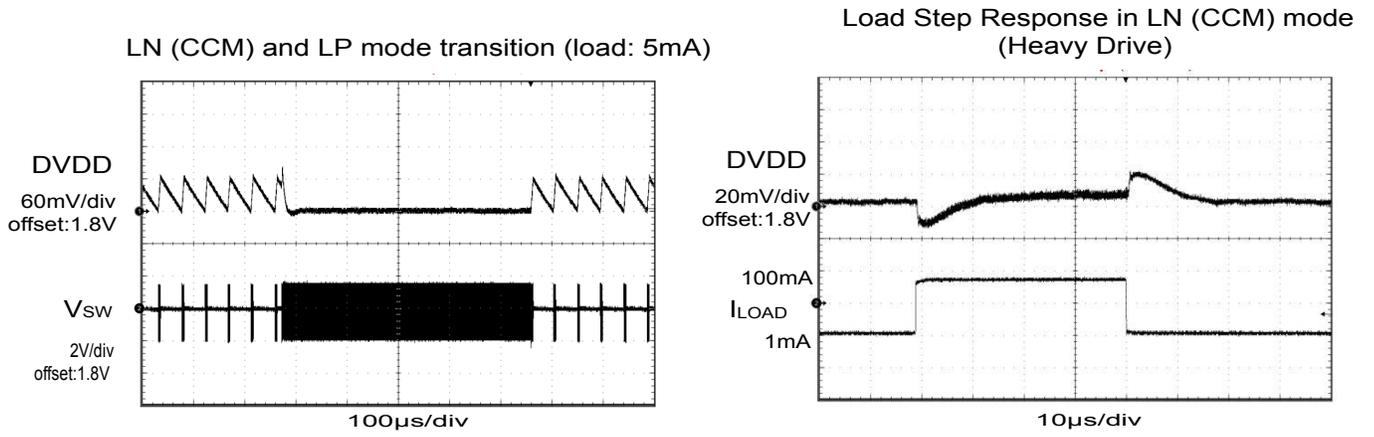 LN (CCM) and LP mode transition (load: 5mA)
DVDD
60mV/div
offset:1.8V
VSW
2V/div
offset:1.8V
100µs/div
Load Step Response in LN (CCM) mode
(Heavy Drive)
DVDD
20mV/div
offset:1.8V
100mA
ILOAD
1mA
10µs/div